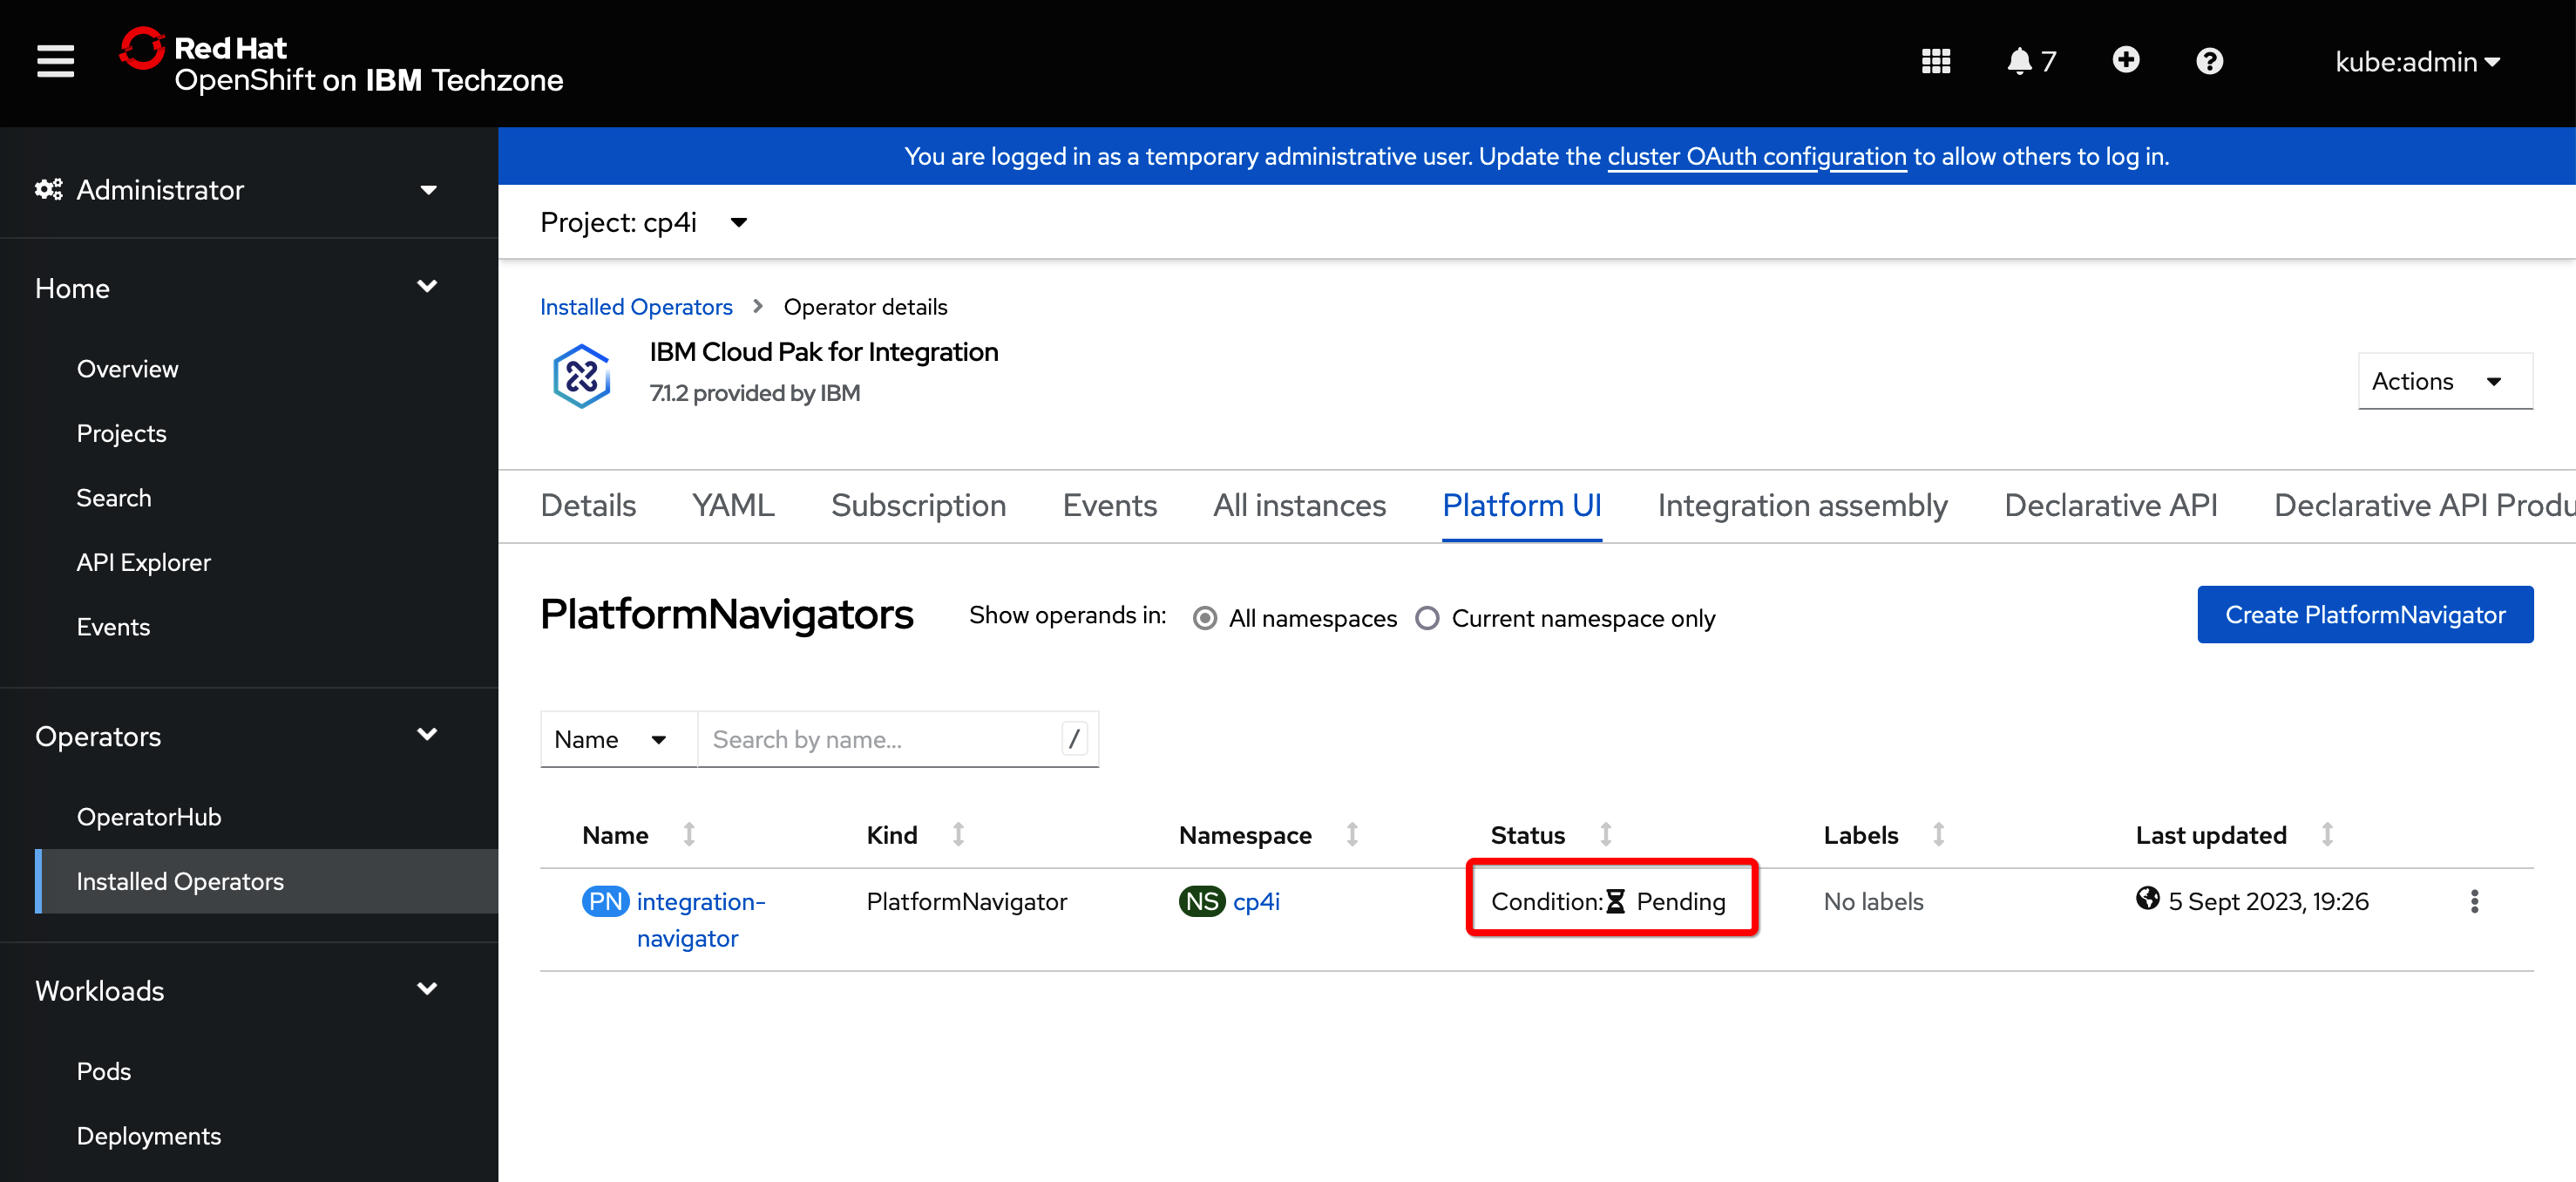 Red Hat
OpenShift on IBM Techzone
7
kube:admin
Administrator
Home
Overview
Projects
Search
API Explorer
Events
Operators
OperatorHub
Installed Operators
Workloads
Pods
Deployments
You are logged in as a temporary administrative user. Update the cluster OAuth configuration to allow others to log in.
Project: cp4i
Installed Operators > Operator details
IBM Cloud Pak for Integration
7.1.2 provided by IBM
Actions
Details YAML Subscription Events All instances Platform UI Integration assembly Declarative API Declarative API Produ
PlatformNavigators Show operands in: All namespaces Current namespace only Create PlatformNavigator
Name Search by name... /
Name Kind Namespace Status Labels Last updated
PN integration- PlatformNavigator NS cp4i Condition: Pending No labels 5 Sept 2023, 19:26
navigator